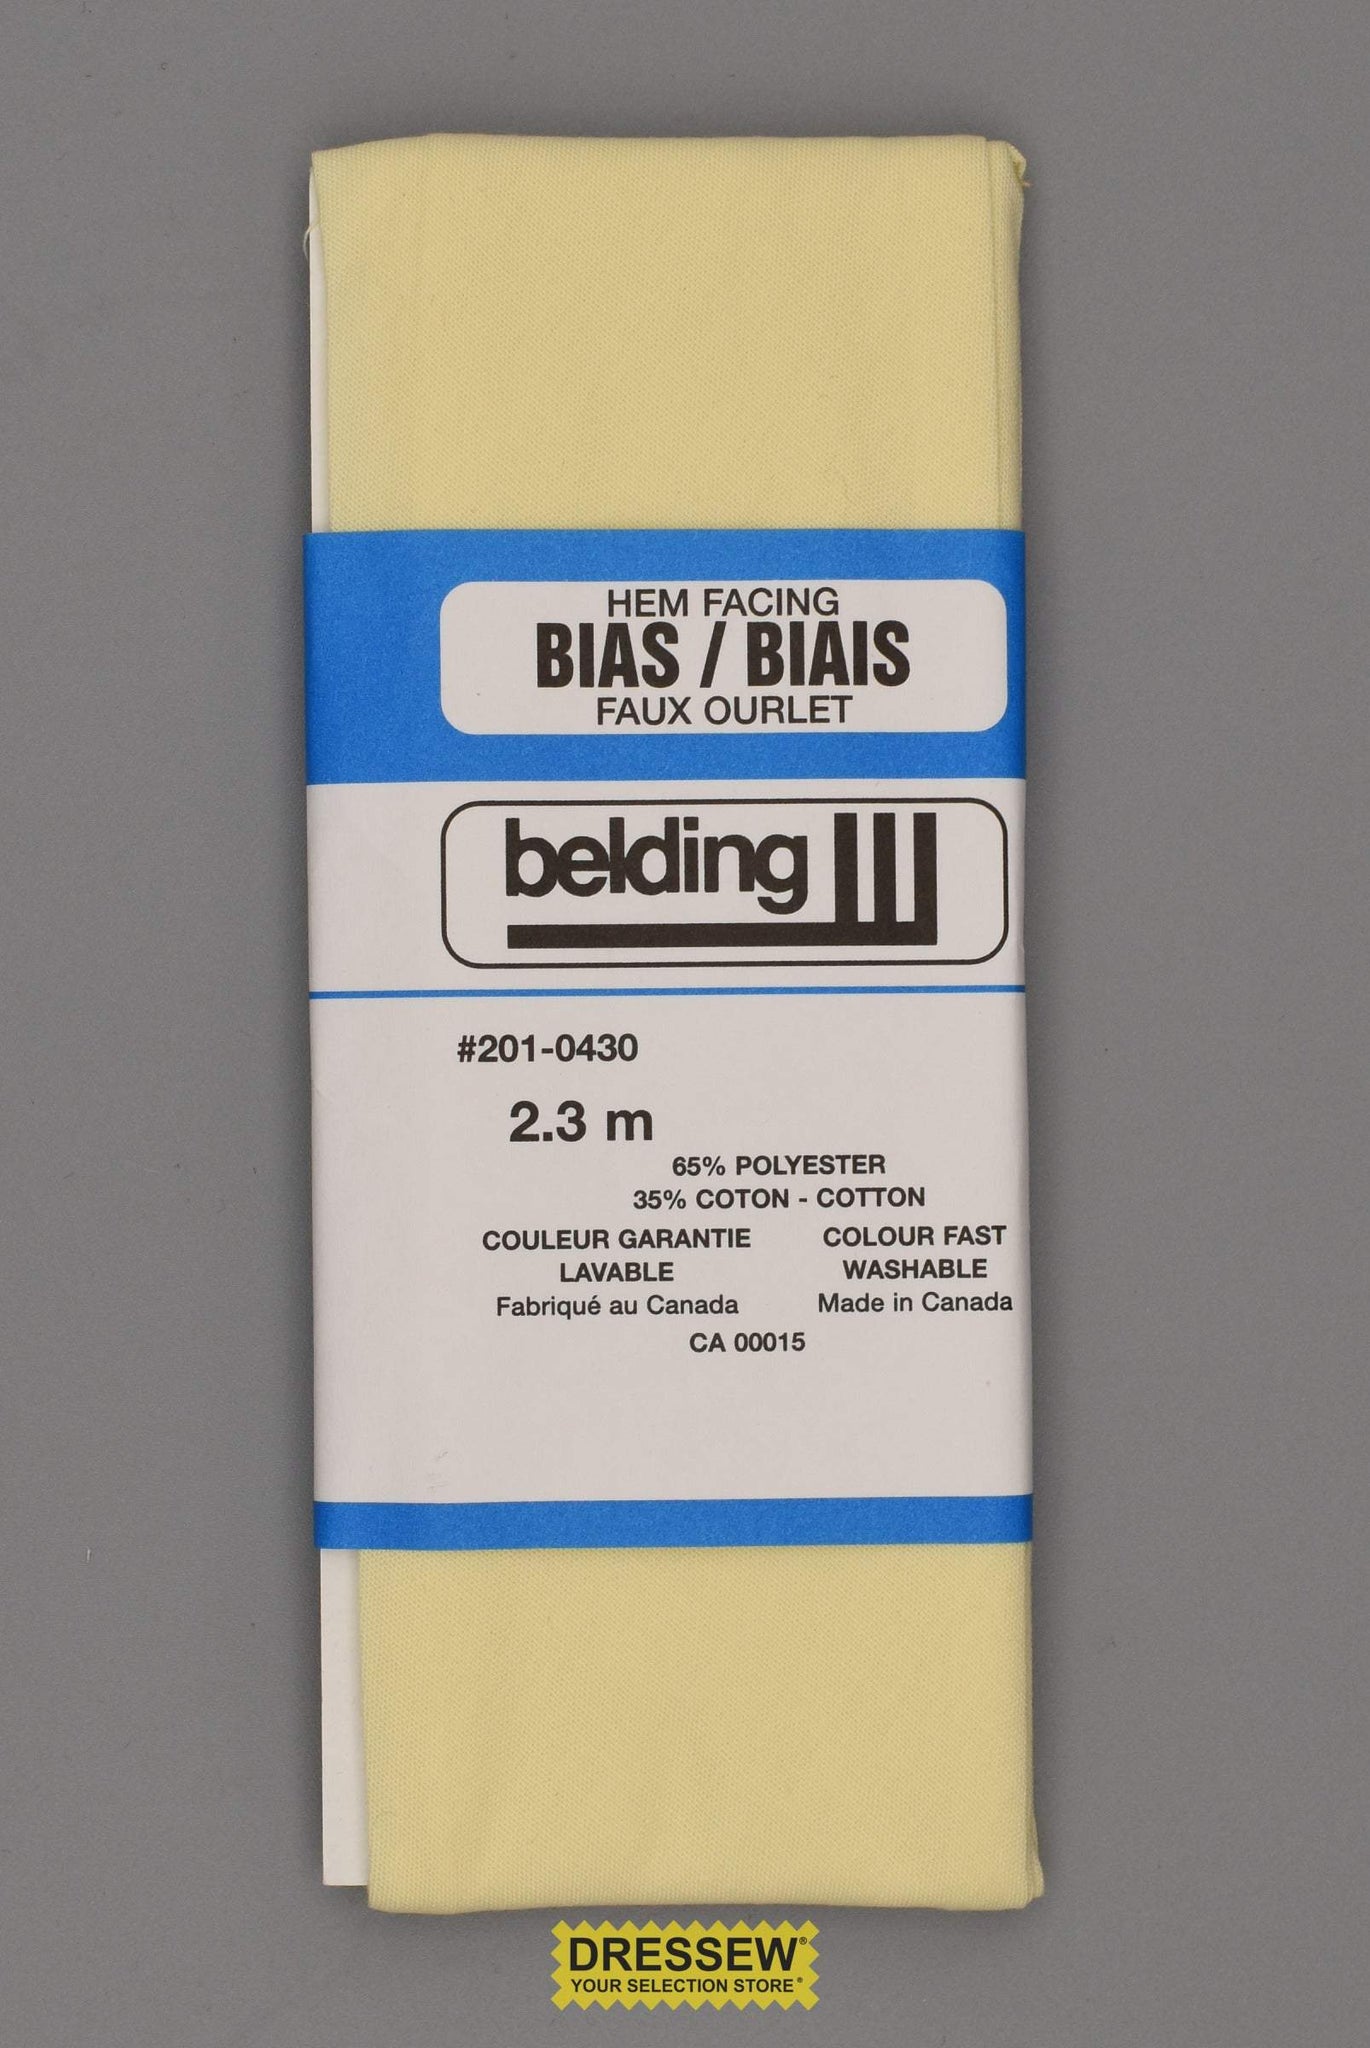 HEM FACING
BIAS / BIAIS
FAUX OURLET
belding
#201-0430
2.3 m
65% POLYESTER
35% COTON - COTTON
COULEUR GARANTIE
LAVABLE
Fabriqué au Canada
COLOUR FAST
WASHABLE
Made in Canada
CA 00015
DRESSEW®
YOUR SELECTION STORE®